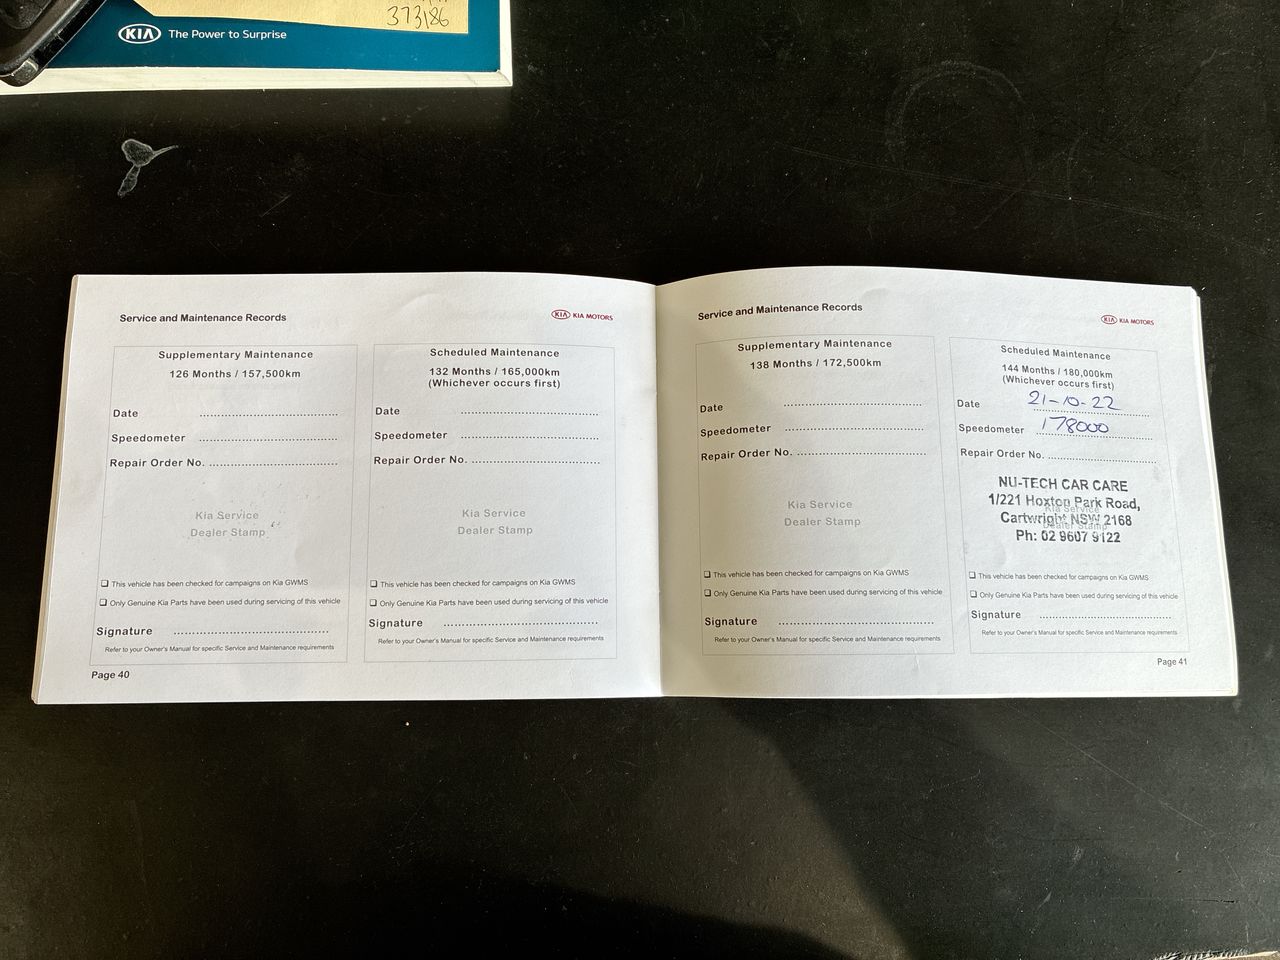 373186
KIA The Power to Surprise
Service and Maintenance Records
KIA KIA MOTORS
Supplementary Maintenance
126 Months / 157,500km
Date ....................................
Speedometer ....................................
Repair Order No. .................................
Kia Service
Dealer Stamp
❑ This vehicle has been checked for campaigns on Kia GWMS
❑ Only Genuine Kia Parts have been used during servicing of this vehicle
Signature ........................................
Refer to your Owner's Manual for specific Service and Maintenance requirements
Page 40
Scheduled Maintenance
132 Months / 165,000km
(Whichever occurs first)
Date ....................................
Speedometer ....................................
Repair Order No. .................................
Kia Service
Dealer Stamp
❑ This vehicle has been checked for campaigns on Kia GWMS
❑ Only Genuine Kia Parts have been used during servicing of this vehicle
Signature ........................................
Refer to your Owner's Manual for specific Service and Maintenance requirements
Service and Maintenance Records
KIA KIA MOTORS
Supplementary Maintenance
138 Months / 172,500km
Date ....................................
Speedometer ....................................
Repair Order No. .................................
Kia Service
Dealer Stamp
❑ This vehicle has been checked for campaigns on Kia GWMS
❑ Only Genuine Kia Parts have been used during servicing of this vehicle
Signature ........................................
Refer to your Owner's Manual for specific Service and Maintenance requirements
Scheduled Maintenance
144 Months / 180,000km
(Whichever occurs first)
Date 21-10-22
Speedometer 178000
Repair Order No. .................................
NU-TECH CAR CARE
1/221 Hoxton Park Road,
Kia Service
Cartwright NSW 2168
Dealer Stamp
Ph: 02 9607 9122
❑ This vehicle has been checked for campaigns on Kia GWMS
❑ Only Genuine Kia Parts have been used during servicing of this vehicle
Signature ........................................
Refer to your Owner's Manual for specific Service and Maintenance requirements
Page 41